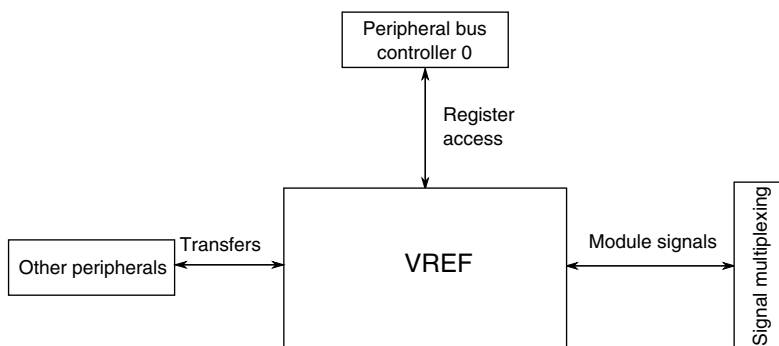 Peripheral bus
controller 0
Register
access
Transfers
Other peripherals
VREF
Module signals
Signal multiplexing